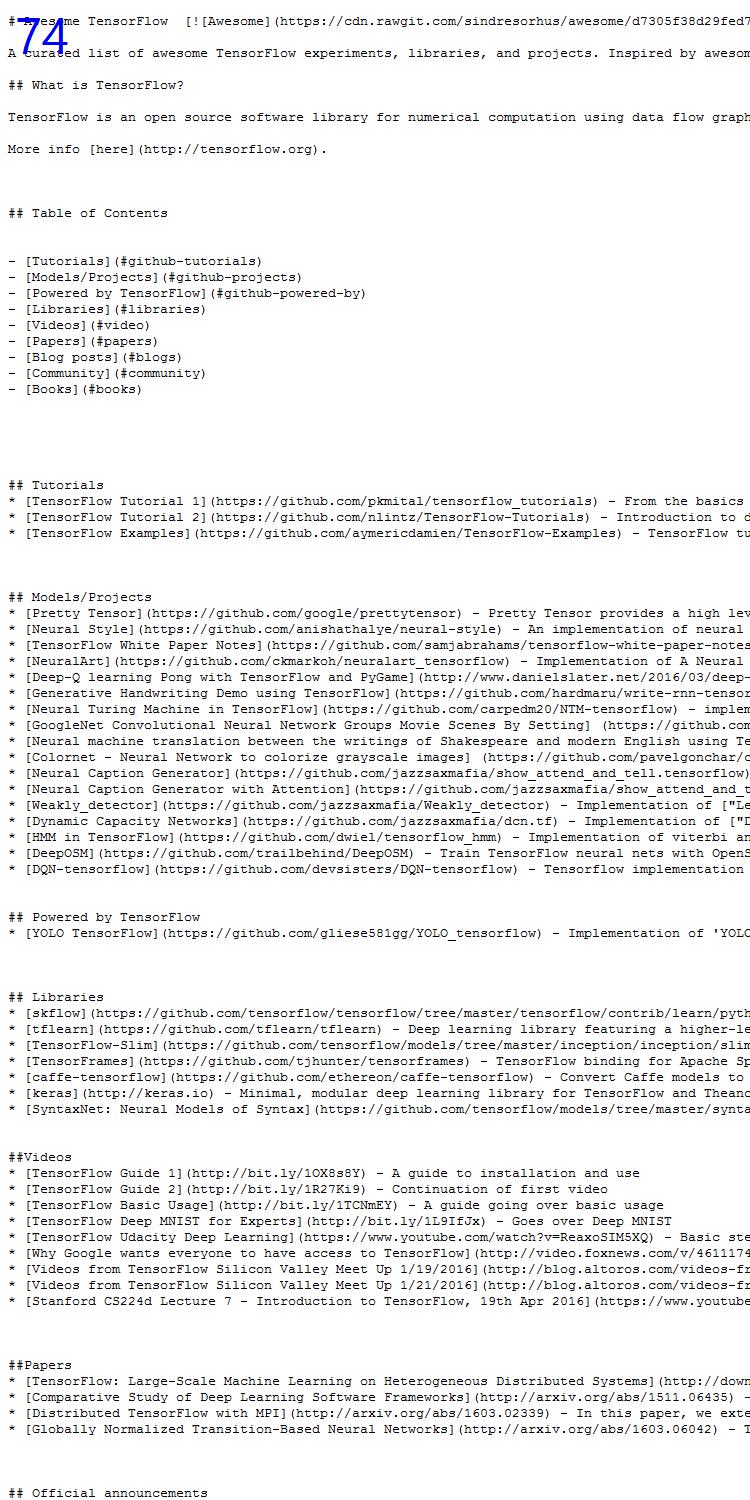 74
# Awesome TensorFlow  [![Awesome](https://cdn.rawgit.com/sindresorhus/awesome/d7305f38d29fed7
A curated list of awesome TensorFlow experiments, libraries, and projects. Inspired by awesom
## What is TensorFlow?
TensorFlow is an open source software library for numerical computation using data flow graph
More info [here](http://tensorflow.org).
## Table of Contents
- [Tutorials](#github-tutorials)
- [Models/Projects](#github-projects)
- [Powered by TensorFlow](#github-powered-by)
- [Libraries](#libraries)
- [Videos](#video)
- [Papers](#papers)
- [Blog posts](#blogs)
- [Community](#community)
- [Books](#books)
## Tutorials
* [TensorFlow Tutorial 1](https://github.com/pkmital/tensorflow_tutorials) - From the basics
* [TensorFlow Tutorial 2](https://github.com/nlintz/TensorFlow-Tutorials) - Introduction to d
* [TensorFlow Examples](https://github.com/aymericdamien/TensorFlow-Examples) - TensorFlow tu
## Models/Projects
* [Pretty Tensor](https://github.com/google/prettytensor) - Pretty Tensor provides a high lev
* [Neural Style](https://github.com/anishathalye/neural-style) - An implementation of neural
* [TensorFlow White Paper Notes](https://github.com/samjabrahams/tensorflow-white-paper-notes
* [NeuralArt](https://github.com/ckmarkoh/neuralart_tensorflow) - Implementation of A Neural
* [Deep-Q learning Pong with TensorFlow and PyGame](http://www.danielslater.net/2016/03/deep-
* [Generative Handwriting Demo using TensorFlow](https://github.com/hardmaru/write-rnn-tensor
* [Neural Turing Machine in TensorFlow](https://github.com/carpedm20/NTM-tensorflow) - implem
* [GoogleNet Convolutional Neural Network Groups Movie Scenes By Setting] (https://github.com
* [Neural machine translation between the writings of Shakespeare and modern English using Te
* [Colornet - Neural Network to colorize grayscale images] (https://github.com/pavelgonchar/c
* [Neural Caption Generator](https://github.com/jazzsaxmafia/show_attend_and_tell.tensorflow)
* [Neural Caption Generator with Attention](https://github.com/jazzsaxmafia/show_attend_and_t
* [Weakly_detector](https://github.com/jazzsaxmafia/Weakly_detector) - Implementation of ["Le
* [Dynamic Capacity Networks](https://github.com/jazzsaxmafia/dcn.tf) - Implementation of ["D
* [HMM in TensorFlow](https://github.com/dwiel/tensorflow_hmm) - Implementation of viterbi an
* [DeepOSM](https://github.com/trailbehind/DeepOSM) - Train TensorFlow neural nets with OpenS
* [DQN-tensorflow](https://github.com/devsisters/DQN-tensorflow) - Tensorflow implementation
## Powered by TensorFlow
* [YOLO TensorFlow](https://github.com/gliese581gg/YOLO_tensorflow) - Implementation of 'YOLO
## Libraries
* [skflow](https://github.com/tensorflow/tensorflow/tree/master/tensorflow/contrib/learn/pyth
* [tflearn](https://github.com/tflearn/tflearn) - Deep learning library featuring a higher-le
* [TensorFlow-Slim](https://github.com/tensorflow/models/tree/master/inception/inception/slim
* [TensorFrames](https://github.com/tjhunter/tensorframes) - TensorFlow binding for Apache Sp
* [caffe-tensorflow](https://github.com/ethereon/caffe-tensorflow) - Convert Caffe models to
* [keras](http://keras.io) - Minimal, modular deep learning library for TensorFlow and Theano
* [SyntaxNet: Neural Models of Syntax](https://github.com/tensorflow/models/tree/master/synta
##Videos
* [TensorFlow Guide 1](http://bit.ly/1OX8s8Y) - A guide to installation and use
* [TensorFlow Guide 2](http://bit.ly/1R27Ki9) - Continuation of first video
* [TensorFlow Basic Usage](http://bit.ly/1TCNmEY) - A guide going over basic usage
* [TensorFlow Deep MNIST for Experts](http://bit.ly/1L9IfJx) - Goes over Deep MNIST
* [TensorFlow Udacity Deep Learning](https://www.youtube.com/watch?v=ReaxoSIM5XQ) - Basic ste
* [Why Google wants everyone to have access to TensorFlow](http://video.foxnews.com/v/4611174
* [Videos from TensorFlow Silicon Valley Meet Up 1/19/2016](http://blog.altoros.com/videos-fr
* [Videos from TensorFlow Silicon Valley Meet Up 1/21/2016](http://blog.altoros.com/videos-fr
* [Stanford CS224d Lecture 7 - Introduction to TensorFlow, 19th Apr 2016](https://www.youtube
##Papers
* [TensorFlow: Large-Scale Machine Learning on Heterogeneous Distributed Systems](http://down
* [Comparative Study of Deep Learning Software Frameworks](http://arxiv.org/abs/1511.06435) -
* [Distributed TensorFlow with MPI](http://arxiv.org/abs/1603.02339) - In this paper, we exte
* [Globally Normalized Transition-Based Neural Networks](http://arxiv.org/abs/1603.06042) - T
## Official announcements